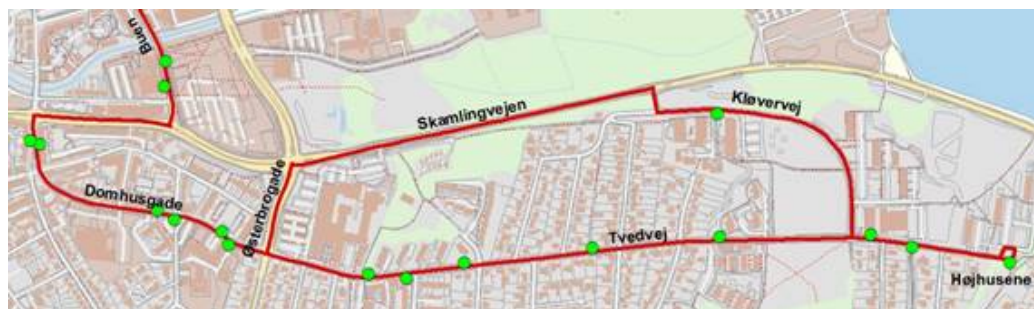 Buen
Skamlingvejen
Kløvervej
Domhusgade
Østerbrogade
Tvedvej
Højhusene